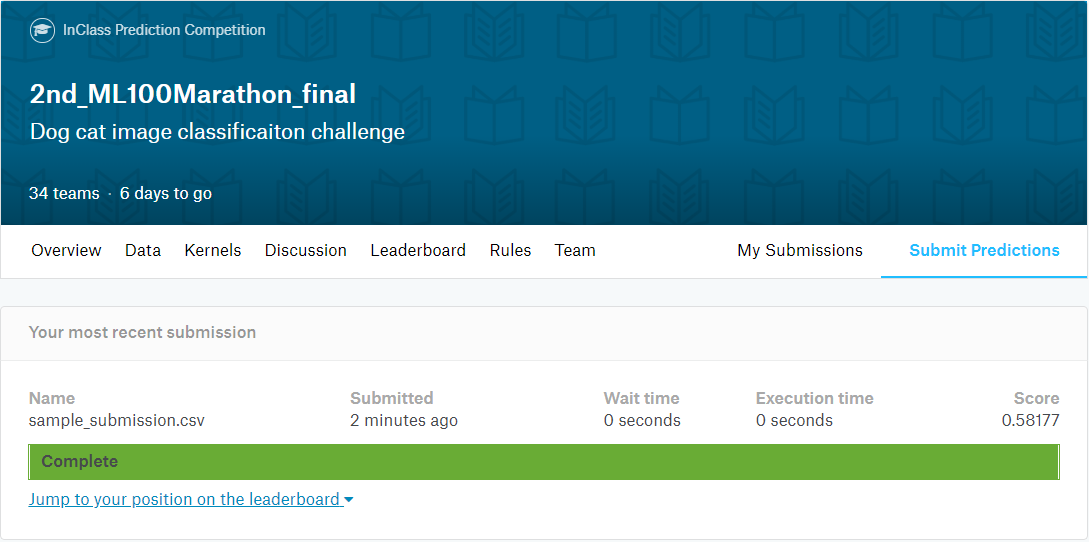 InClass Prediction Competition
2nd_ML100Marathon_final
Dog cat image classificaiton challenge
34 teams · 6 days to go
Overview Data Kernels Discussion Leaderboard Rules Team My Submissions Submit Predictions
Your most recent submission
Name Submitted Wait time Execution time Score
sample_submission.csv 2 minutes ago 0 seconds 0 seconds 0.58177
Complete
Jump to your position on the leaderboard